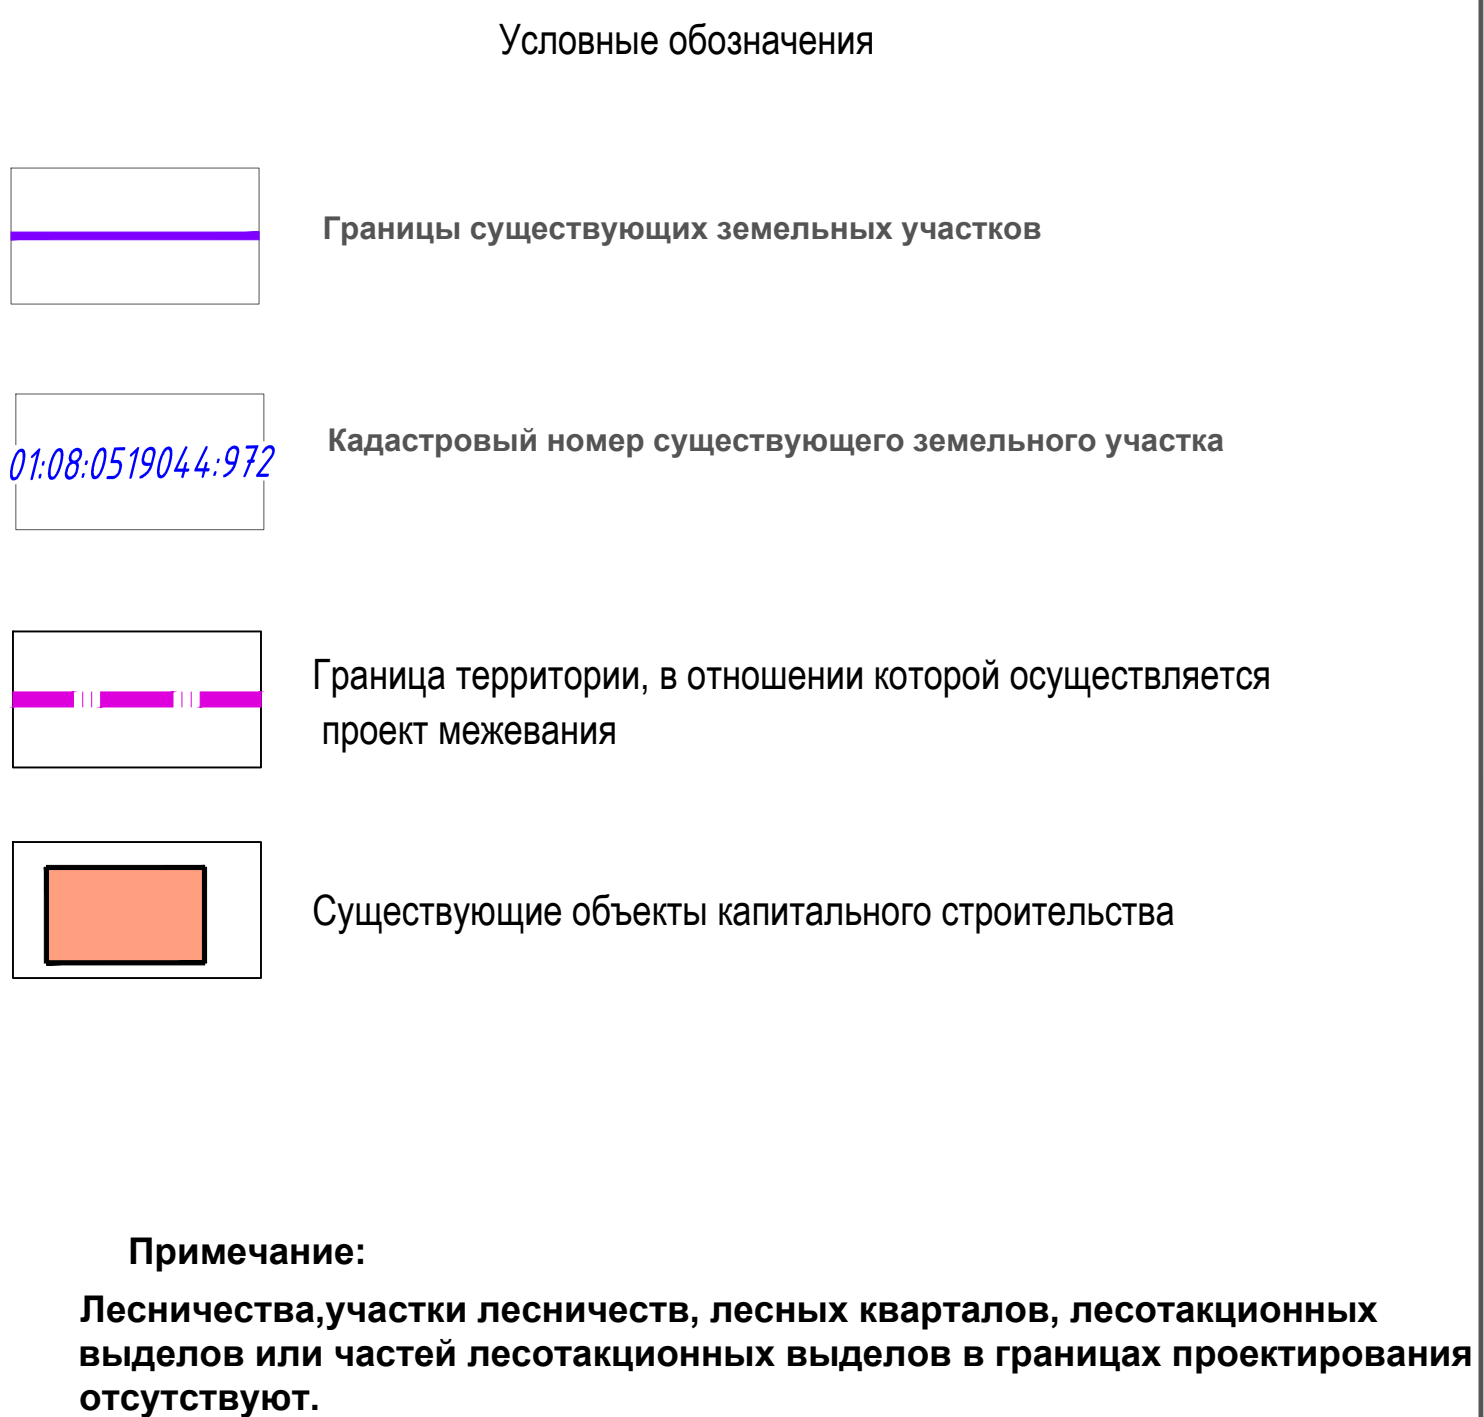 Условные обозначения
Границы существующих земельных участков
01:08:0519044:972
Кадастровый номер существующего земельного участка
Граница территории, в отношении которой осуществляется
проект межевания
Существующие объекты капитального строительства
Примечание:
Лесничества,участки лесничеств, лесных кварталов, лесотакционных
выделов или частей лесотакционных выделов в границах проектирования
отсутствуют.